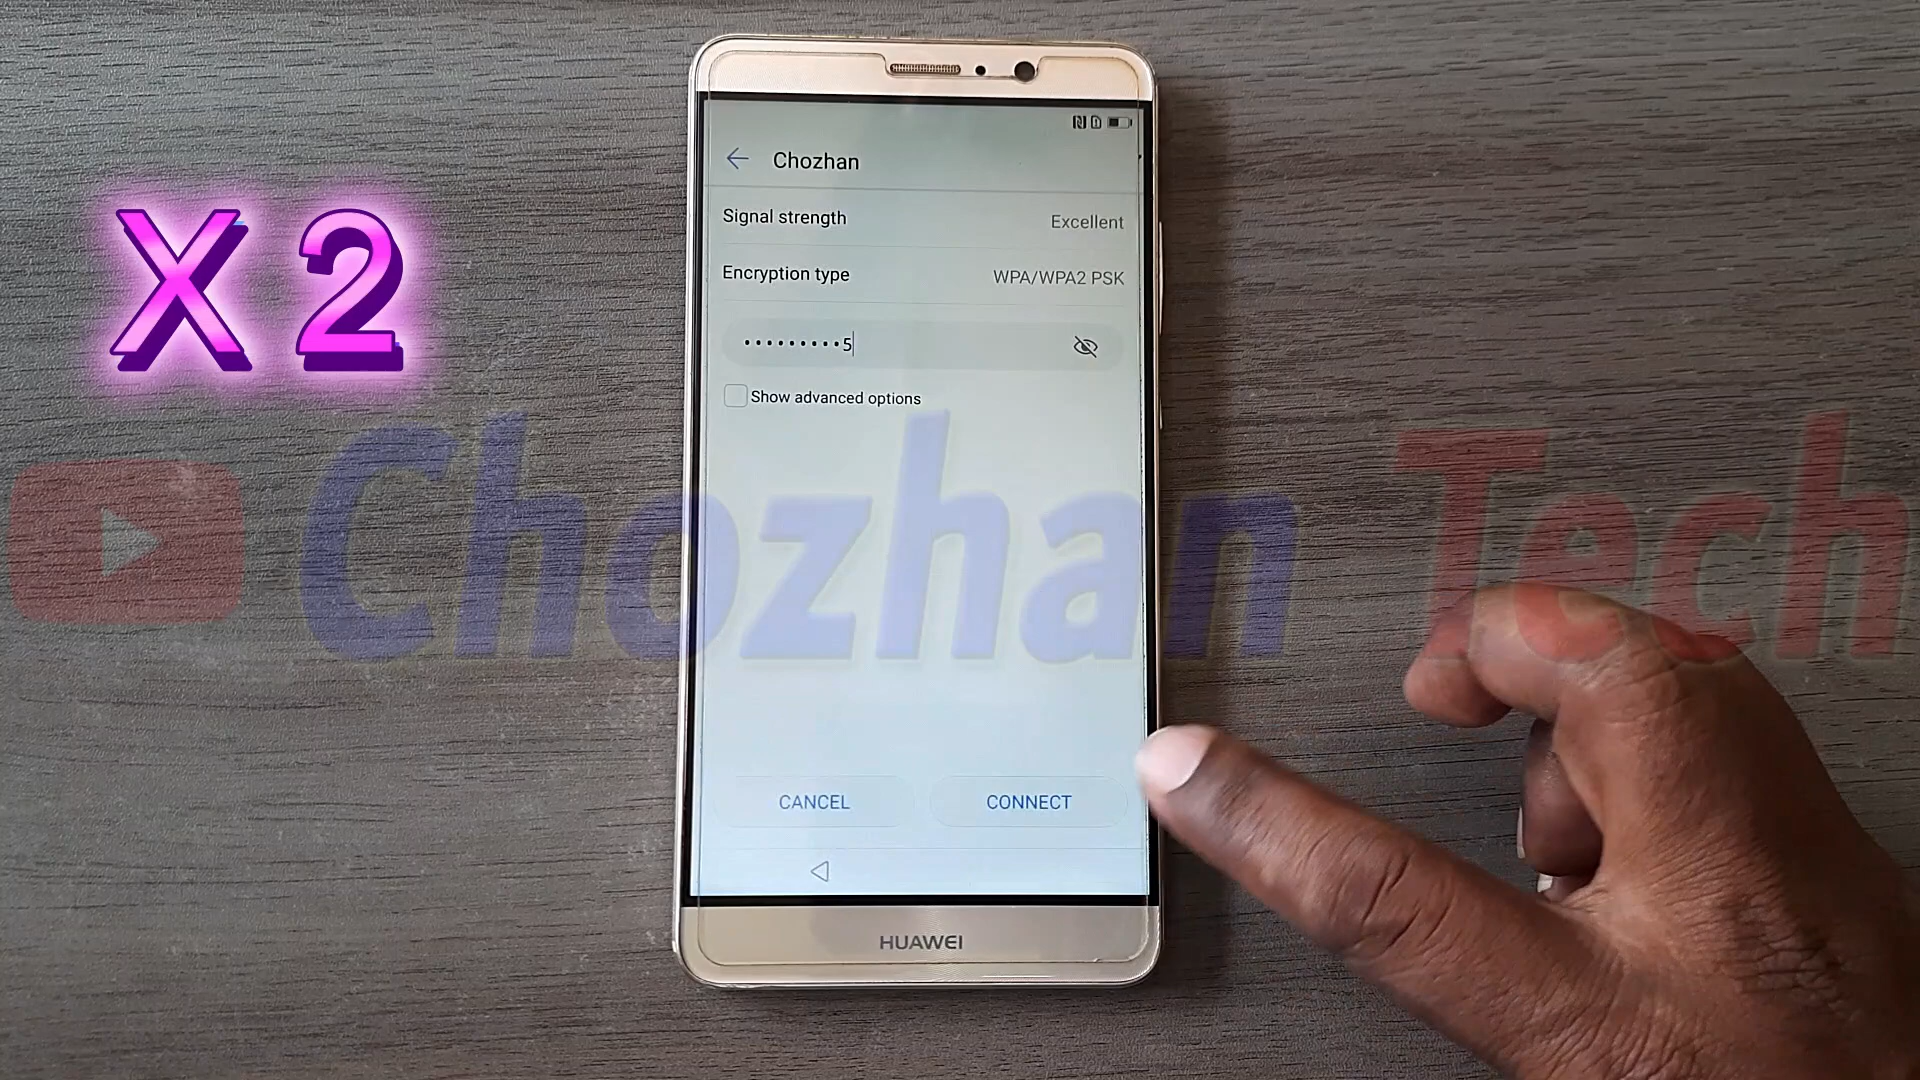 Chozhan
Signal strength
Excellent
Encryption type
WPA/WPA2 PSK
•••••••••5
Show advanced options
X 2
Chozhan Tech
CANCEL
CONNECT
HUAWEI